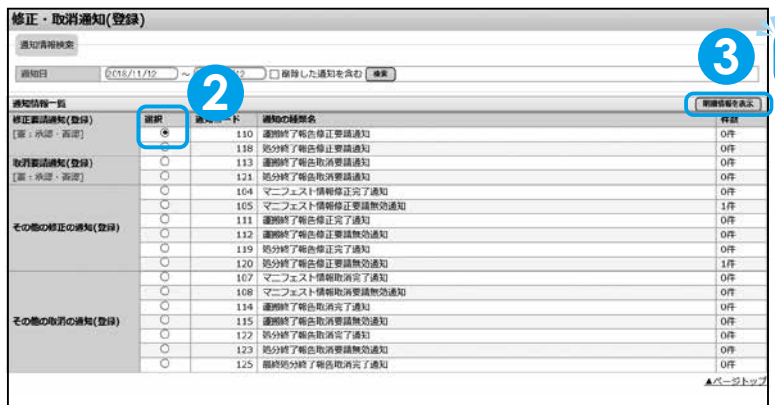 修正・取消通知(登録)
通知情報検索
通知日 2018/11/12 ～ 12 削除した通知を含む 検索
3
2
通知情報一覧 明細情報を表示
修正要請通知(登録) 選択 通知コード 通知の種類名 件数
[要：承認・否認] 110 運搬終了報告修正要請通知 0件
118 処分終了報告修正要請通知 0件
取消要請通知(登録) 113 運搬終了報告取消要請通知 0件
[要：承認・否認] 121 処分終了報告取消要請通知 0件
104 マニフェスト情報修正完了通知 0件
105 マニフェスト情報修正要請無効通知 1件
111 運搬終了報告修正完了通知 0件
その他の修正の通知(登録) 112 運搬終了報告修正要請無効通知 0件
119 処分終了報告修正完了通知 0件
120 処分終了報告修正要請無効通知 1件
107 マニフェスト情報取消完了通知 0件
108 マニフェスト情報取消要請無効通知 0件
114 運搬終了報告取消完了通知 0件
その他の取消の通知(登録) 115 運搬終了報告取消要請無効通知 0件
122 処分終了報告取消完了通知 0件
123 処分終了報告取消要請無効通知 0件
125 最終処分終了報告取消完了通知 0件
▲ページトップ